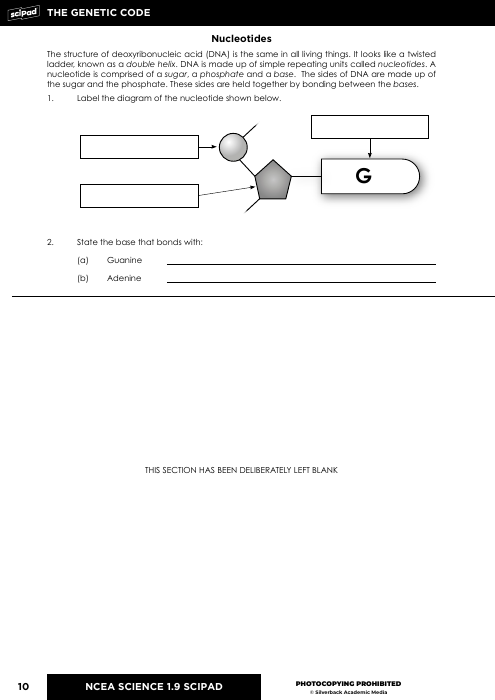 scipad
THE GENETIC CODE
Nucleotides
The structure of deoxyribonucleic acid (DNA) is the same in all living things. It looks like a twisted
ladder, known as a double helix. DNA is made up of simple repeating units called nucleotides. A
nucleotide is comprised of a sugar, a phosphate and a base. The sides of DNA are made up of
the sugar and the phosphate. These sides are held together by bonding between the bases.
1. Label the diagram of the nucleotide shown below.
G
2. State the base that bonds with:
(a) Guanine
(b) Adenine
THIS SECTION HAS BEEN DELIBERATELY LEFT BLANK
10
NCEA SCIENCE 1.9 SCIPAD
PHOTOCOPYING PROHIBITED
© Silverback Academic Media